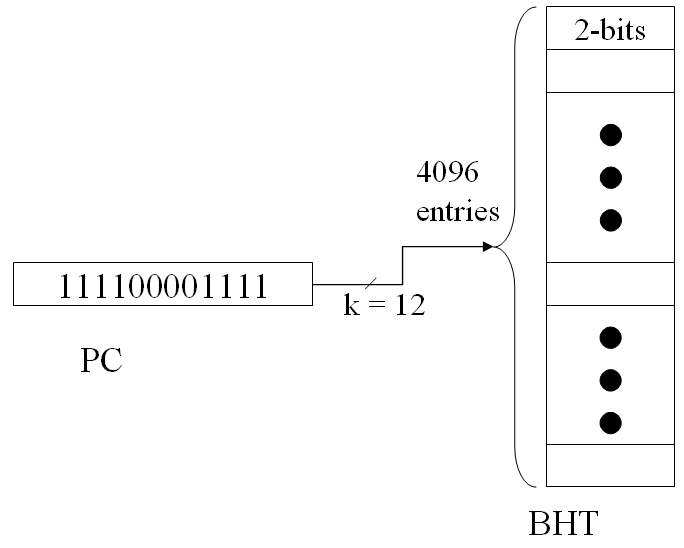 2-bits
4096
entries
111100001111
k = 12
PC
BHT